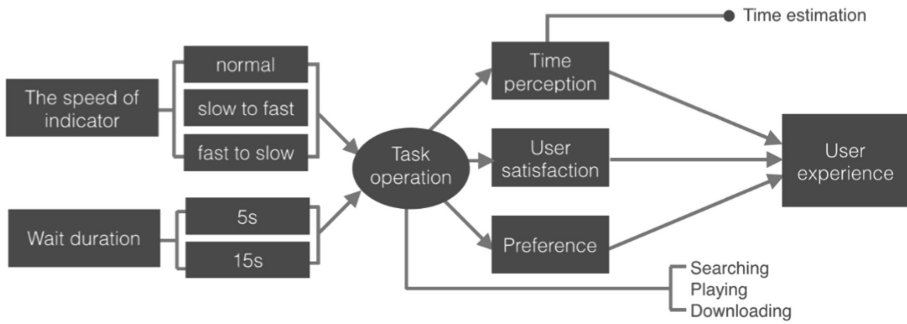 Time estimation
The speed of
indicator
normal
slow to fast
fast to slow
Wait duration
5s
15s
Task
operation
Time
perception
User
satisfaction
Preference
User
experience
Searching
Playing
Downloading